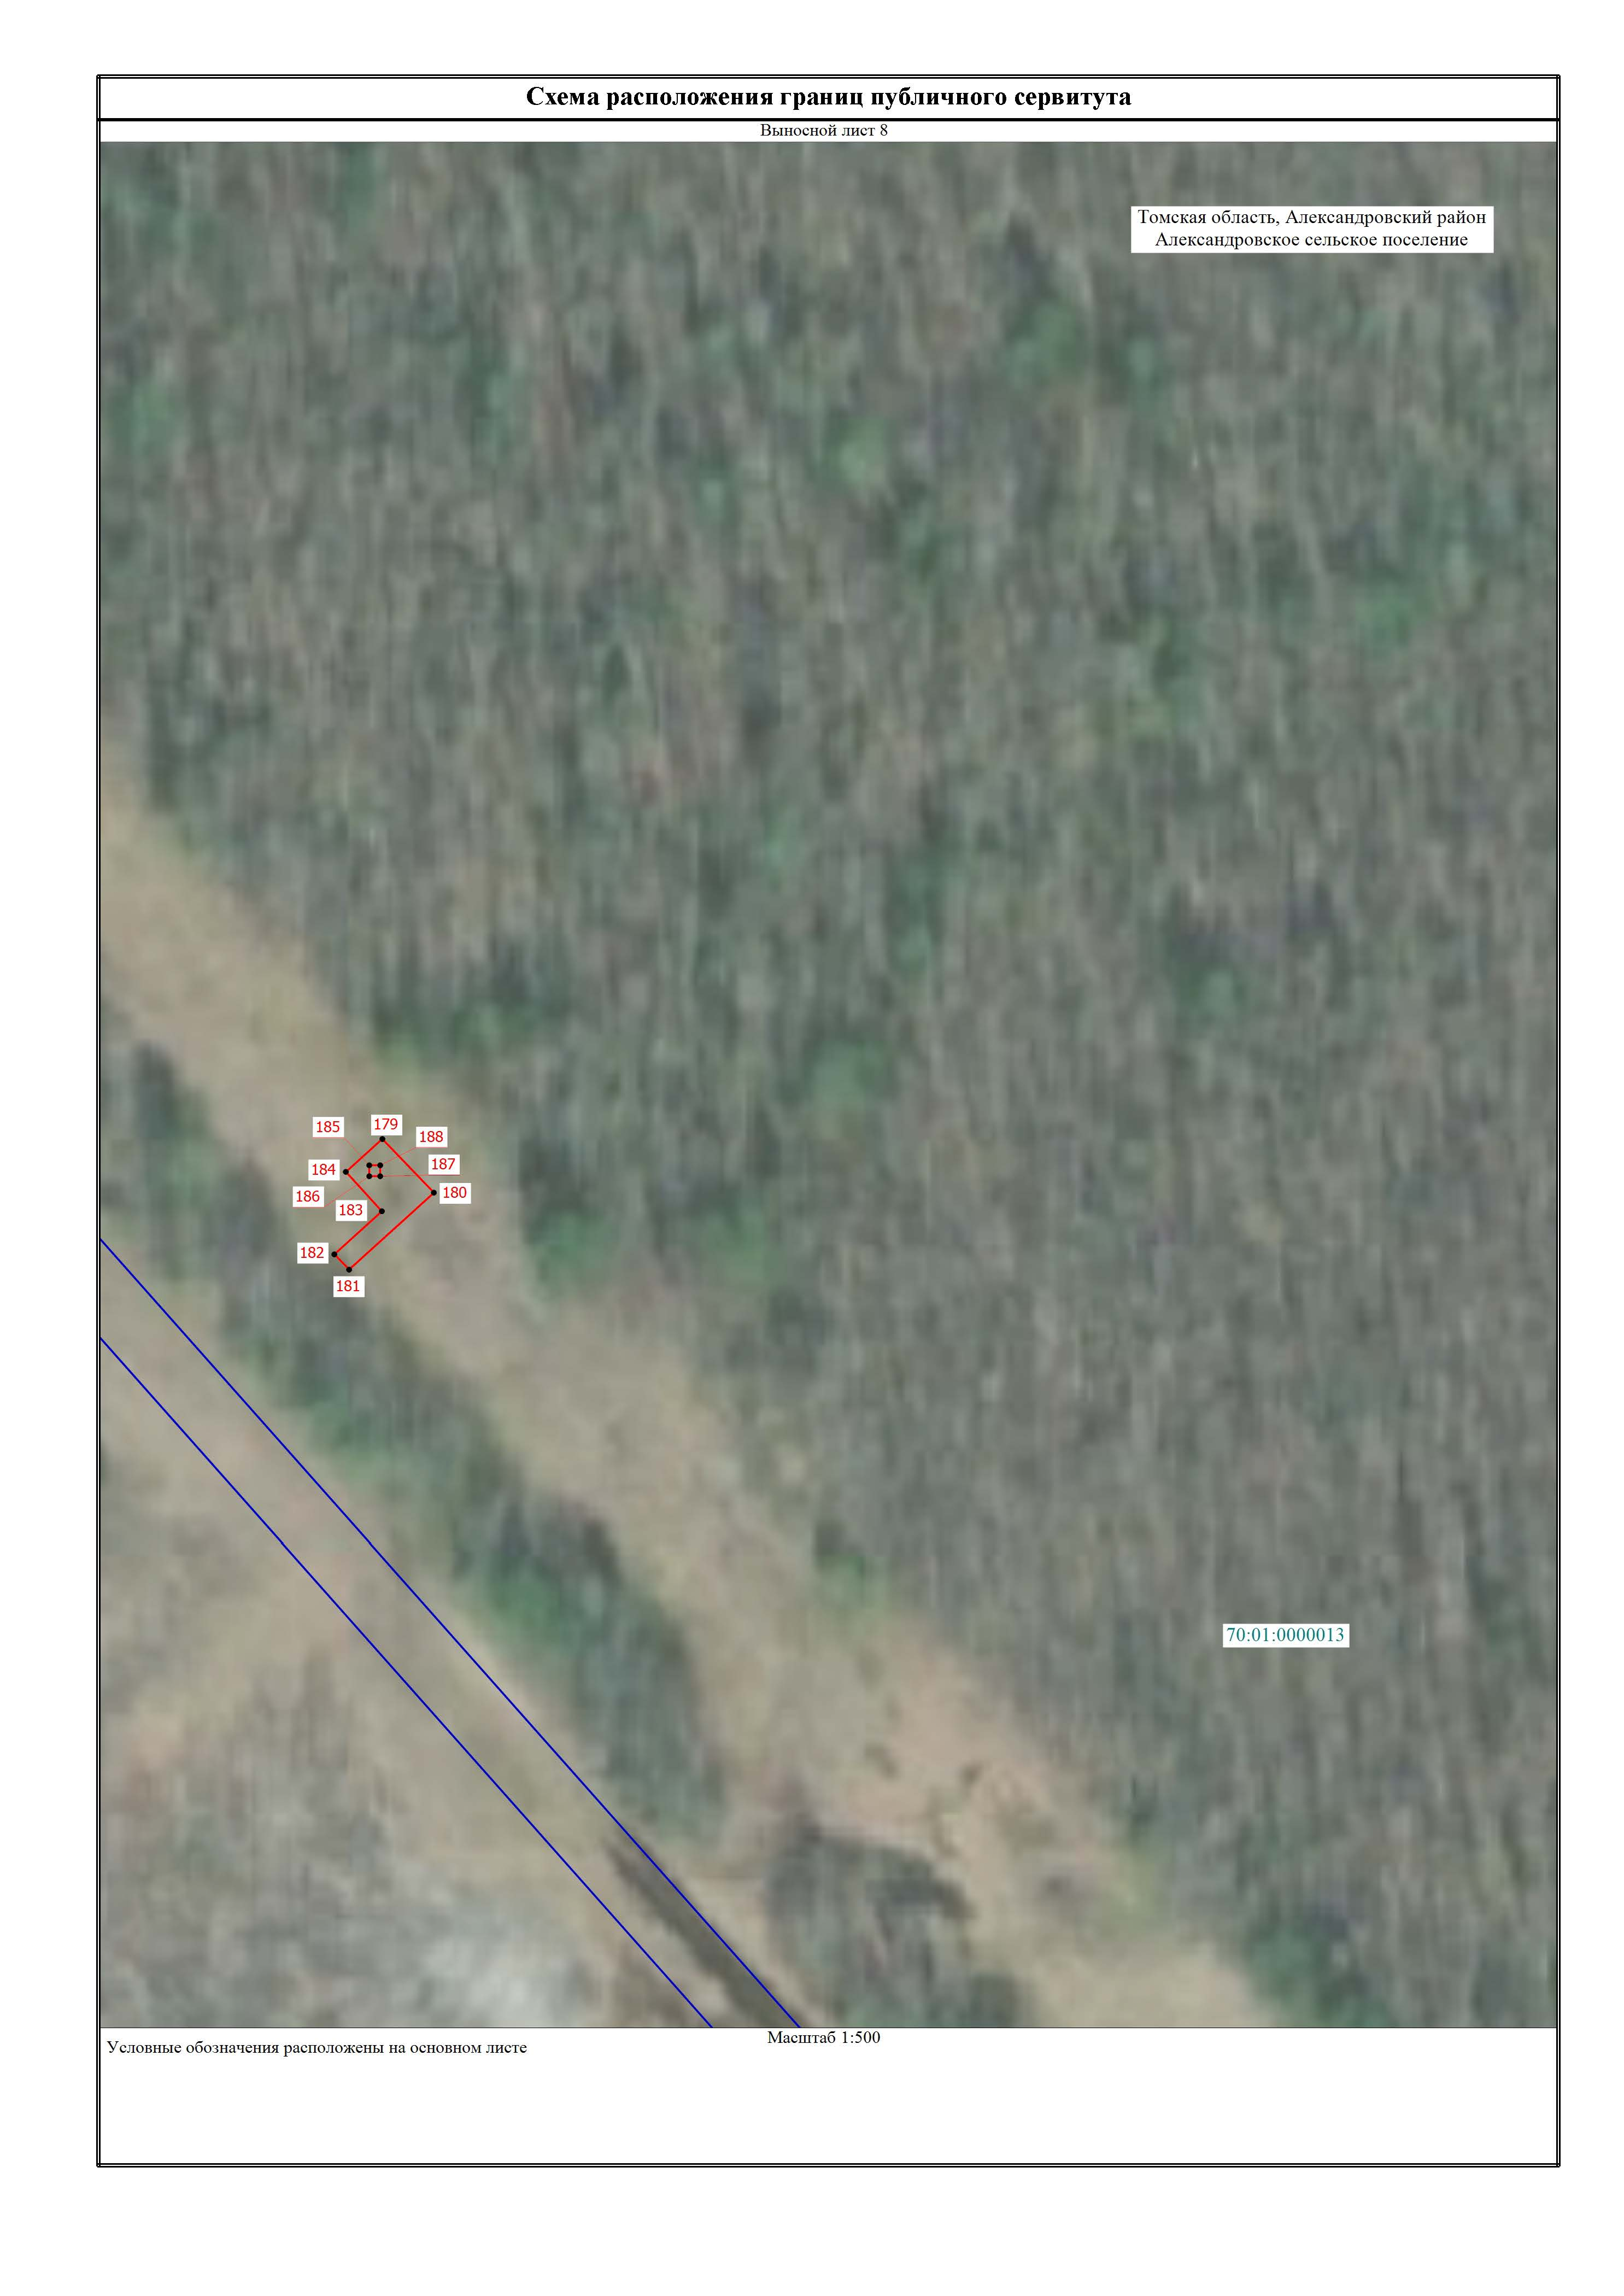 Схема расположения границ публичного сервитута
Выносной лист 8
Томская область, Александровский район
Александровское сельское поселение
185
179
188
184
187
186
180
183
182
181
70:01:0000013
Масштаб 1:500
Условные обозначения расположены на основном листе